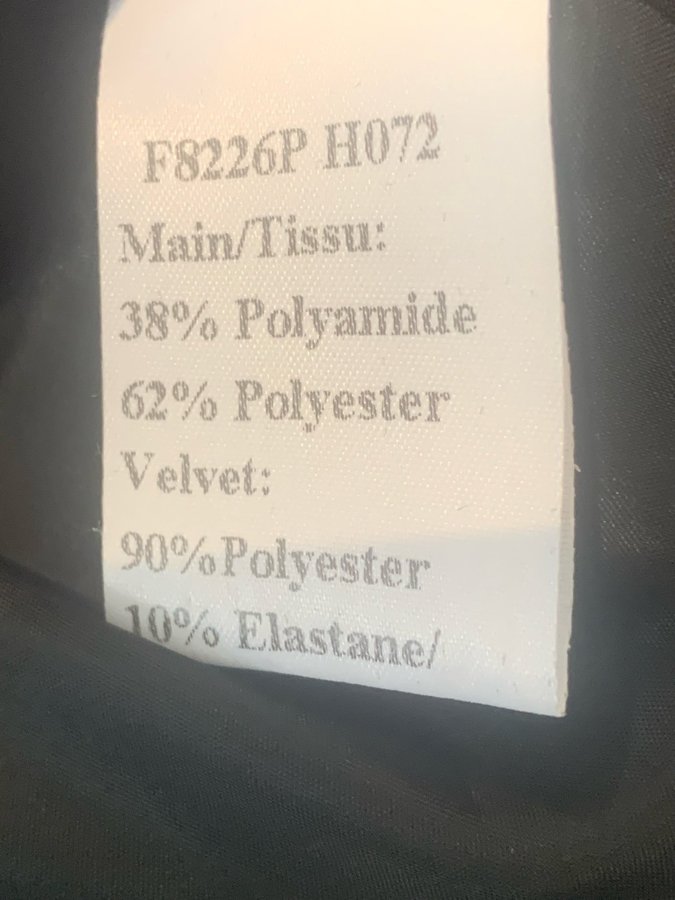 F8226P H072
Main/Tissu:
38% Polyamide
62% Polyester
Velvet:
90%Polyester
10% Elastane/